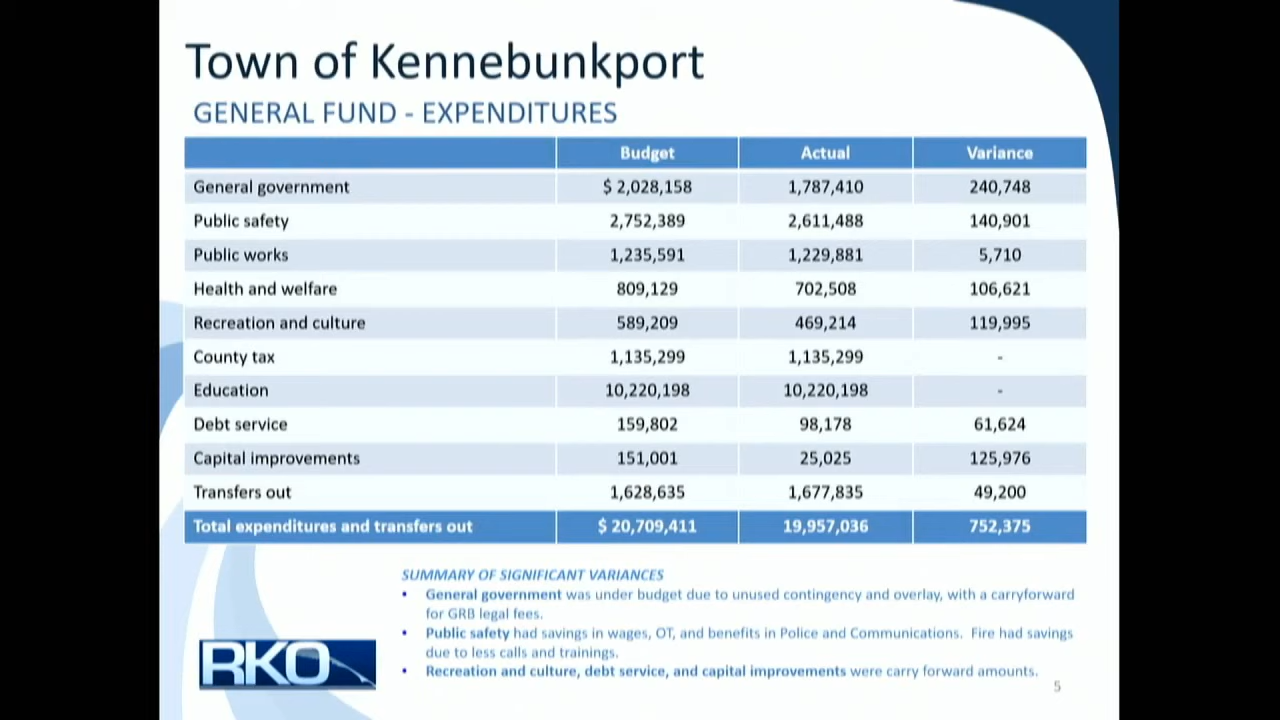 Town of Kennebunkport
GENERAL FUND - EXPENDITURES
Budget Actual Variance
General government $ 2,028,158 1,787,410 240,748
Public safety 2,752,389 2,611,488 140,901
Public works 1,235,591 1,229,881 5,710
Health and welfare 809,129 702,508 106,621
Recreation and culture 589,209 469,214 119,995
County tax 1,135,299 1,135,299 -
Education 10,220,198 10,220,198 -
Debt service 159,802 98,178 61,624
Capital improvements 151,001 25,025 125,976
Transfers out 1,628,635 1,677,835 49,200
Total expenditures and transfers out $ 20,709,411 19,957,036 752,375
SUMMARY OF SIGNIFICANT VARIANCES
• General government was under budget due to unused contingency and overlay, with a carryforward
for GRB legal fees.
• Public safety had savings in wages, OT, and benefits in Police and Communications. Fire had savings
due to less calls and trainings.
• Recreation and culture, debt service, and capital improvements were carry forward amounts.
RKO
5